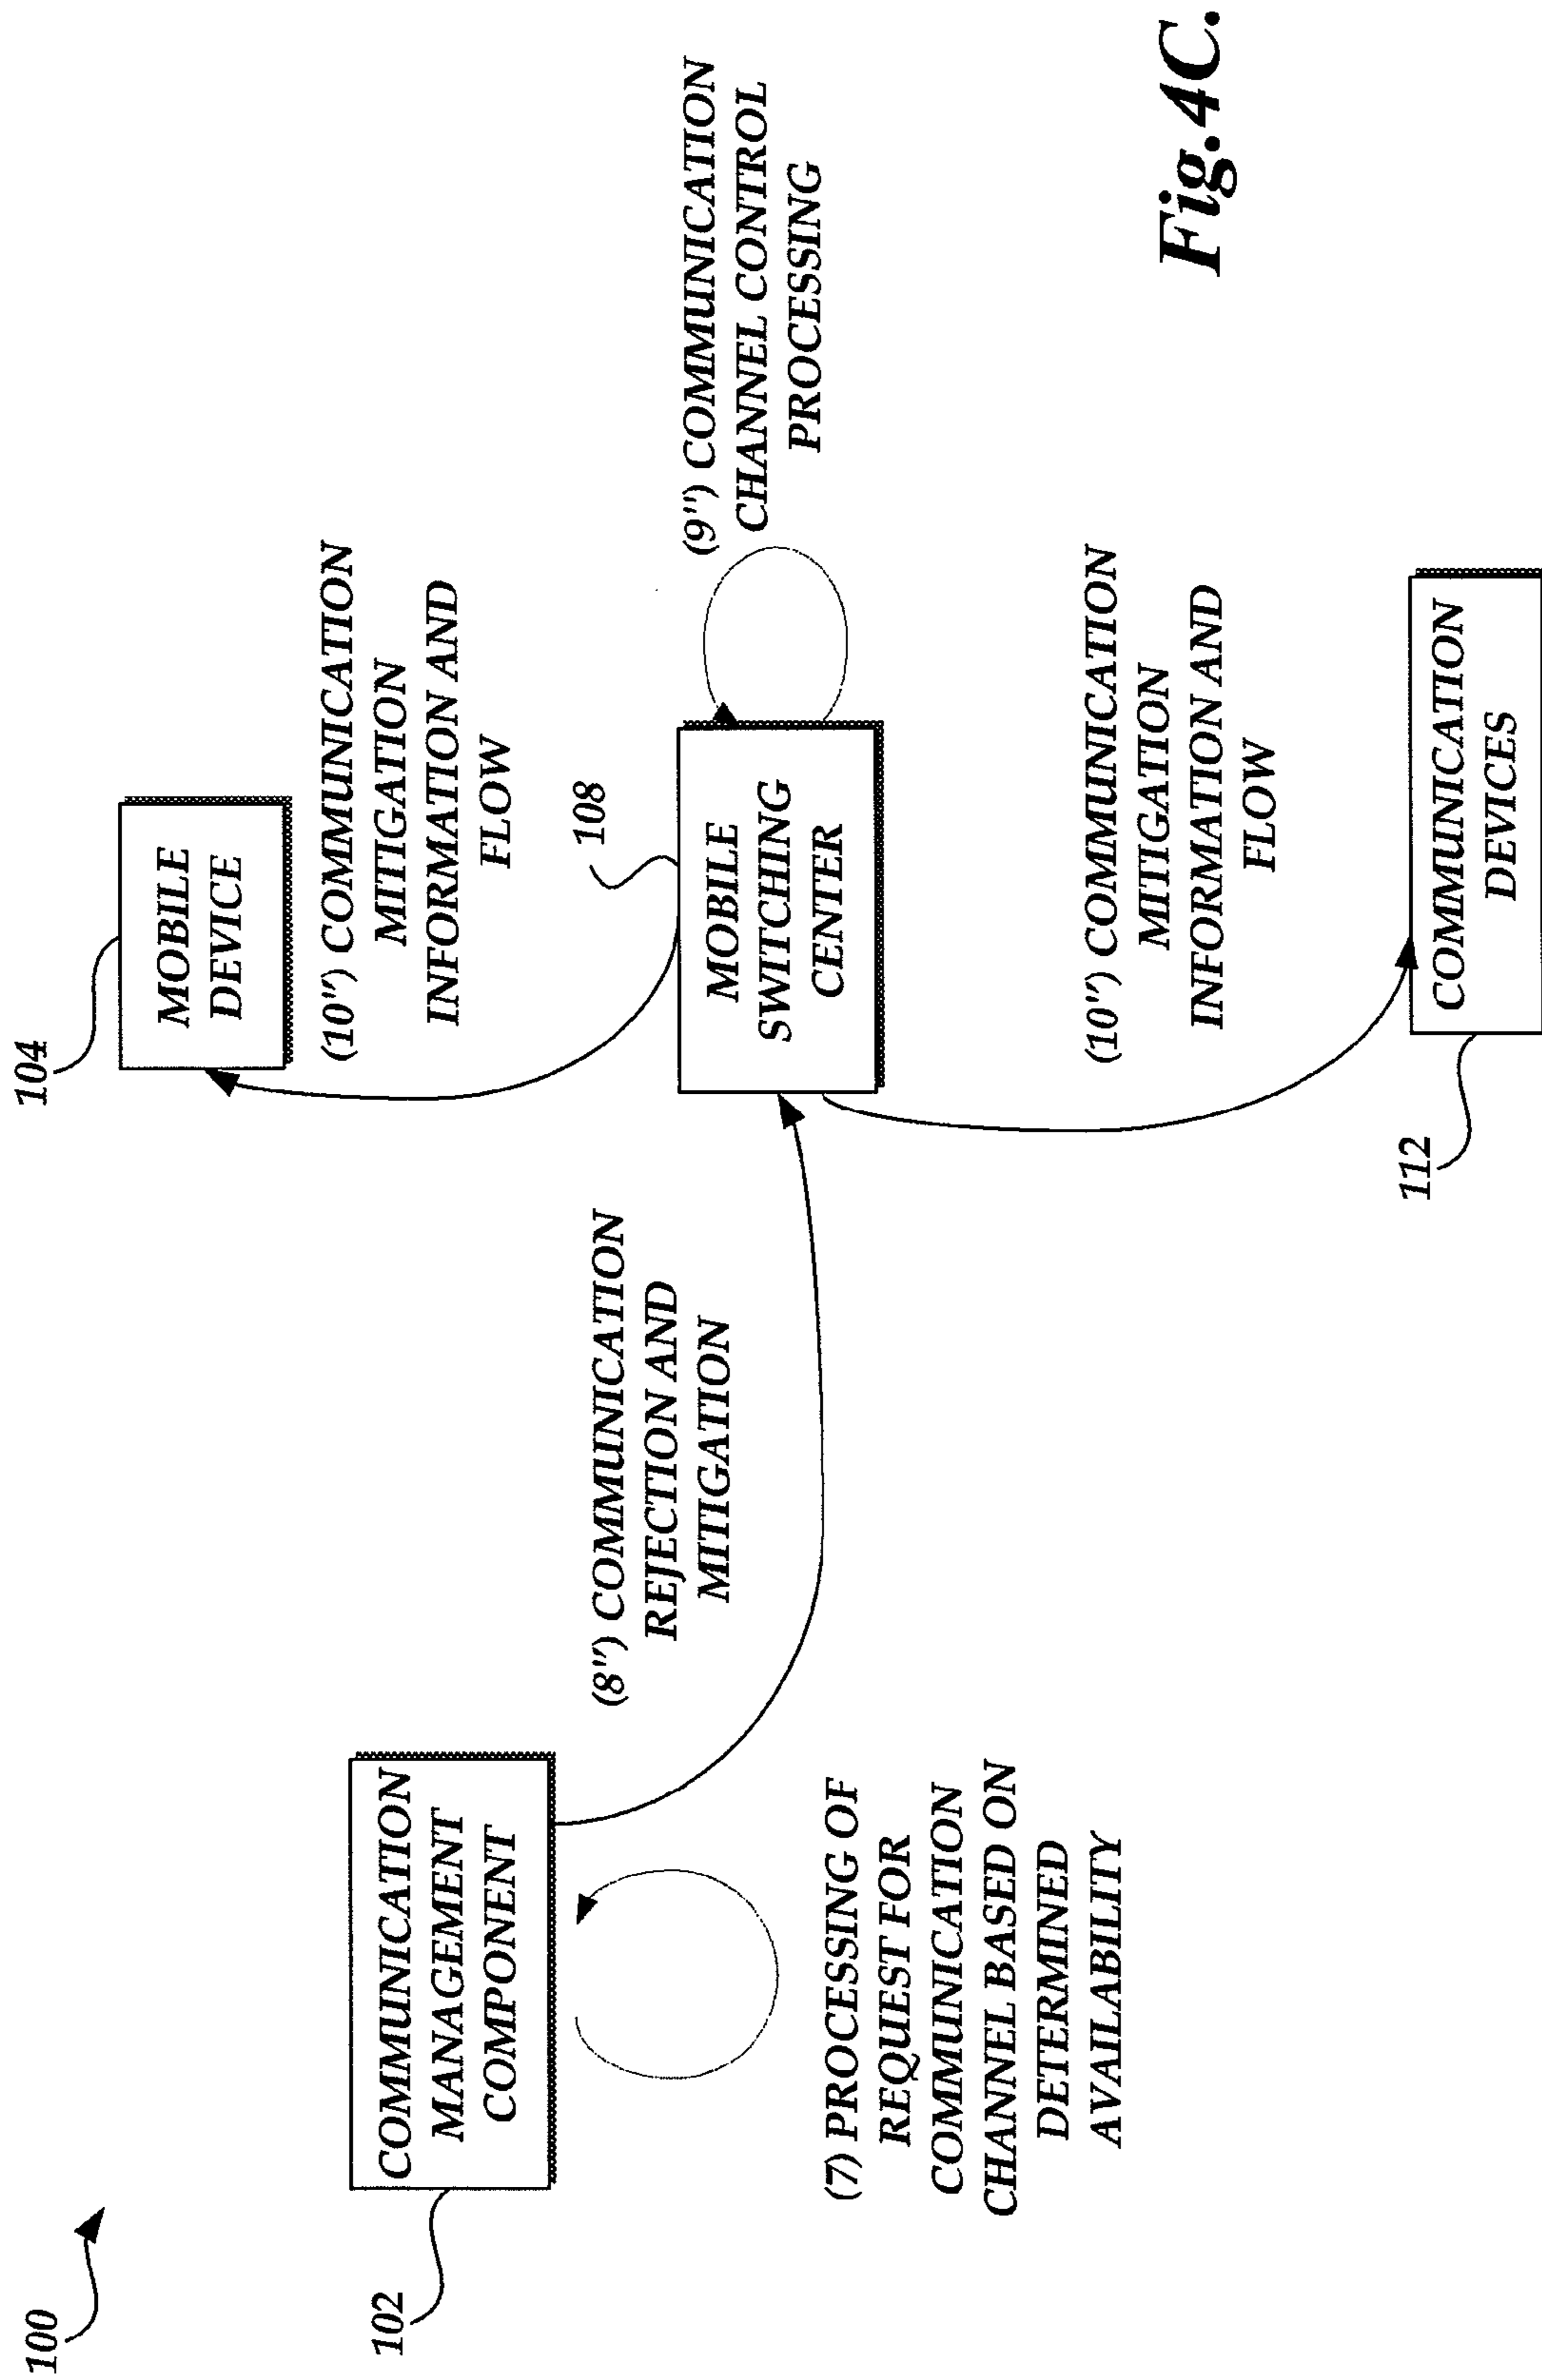 100
104
MOBILE
DEVICE
(10") COMMUNICATION
MITIGATION
INFORMATION AND
FLOW
102
COMMUNICATION
MANAGEMENT
COMPONENT
(8") COMMUNICATION
REJECTION AND
MITIGATION
108
MOBILE
SWITCHING
CENTER
(9") COMMUNICATION
CHANNEL CONTROL
PROCESSING
(7) PROCESSING OF
REQUEST FOR
COMMUNICATION
CHANNEL BASED ON
DETERMINED
AVAILABILITY
(10") COMMUNICATION
MITIGATION
INFORMATION AND
FLOW
112
COMMUNICATION
DEVICES
Fig.4C.